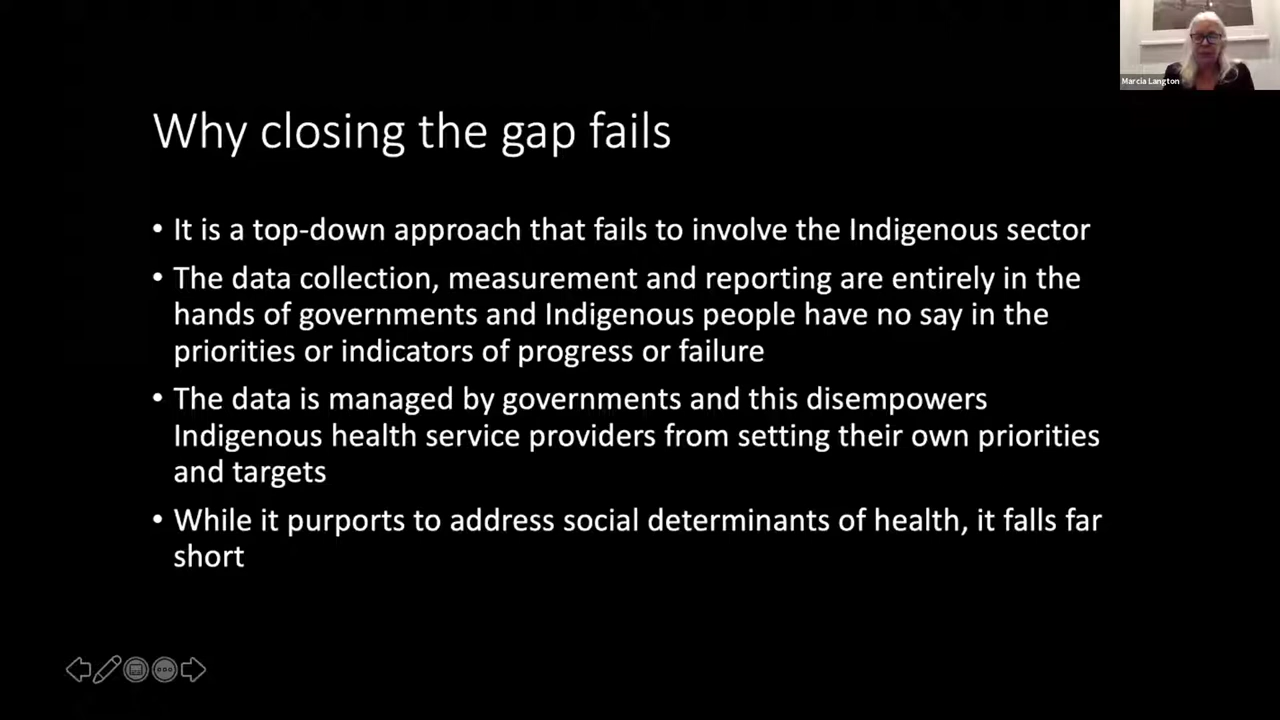 Marcia Langton
Why closing the gap fails
• It is a top-down approach that fails to involve the Indigenous sector
• The data collection, measurement and reporting are entirely in the
hands of governments and Indigenous people have no say in the
priorities or indicators of progress or failure
• The data is managed by governments and this disempowers
Indigenous health service providers from setting their own priorities
and targets
• While it purports to address social determinants of health, it falls far
short